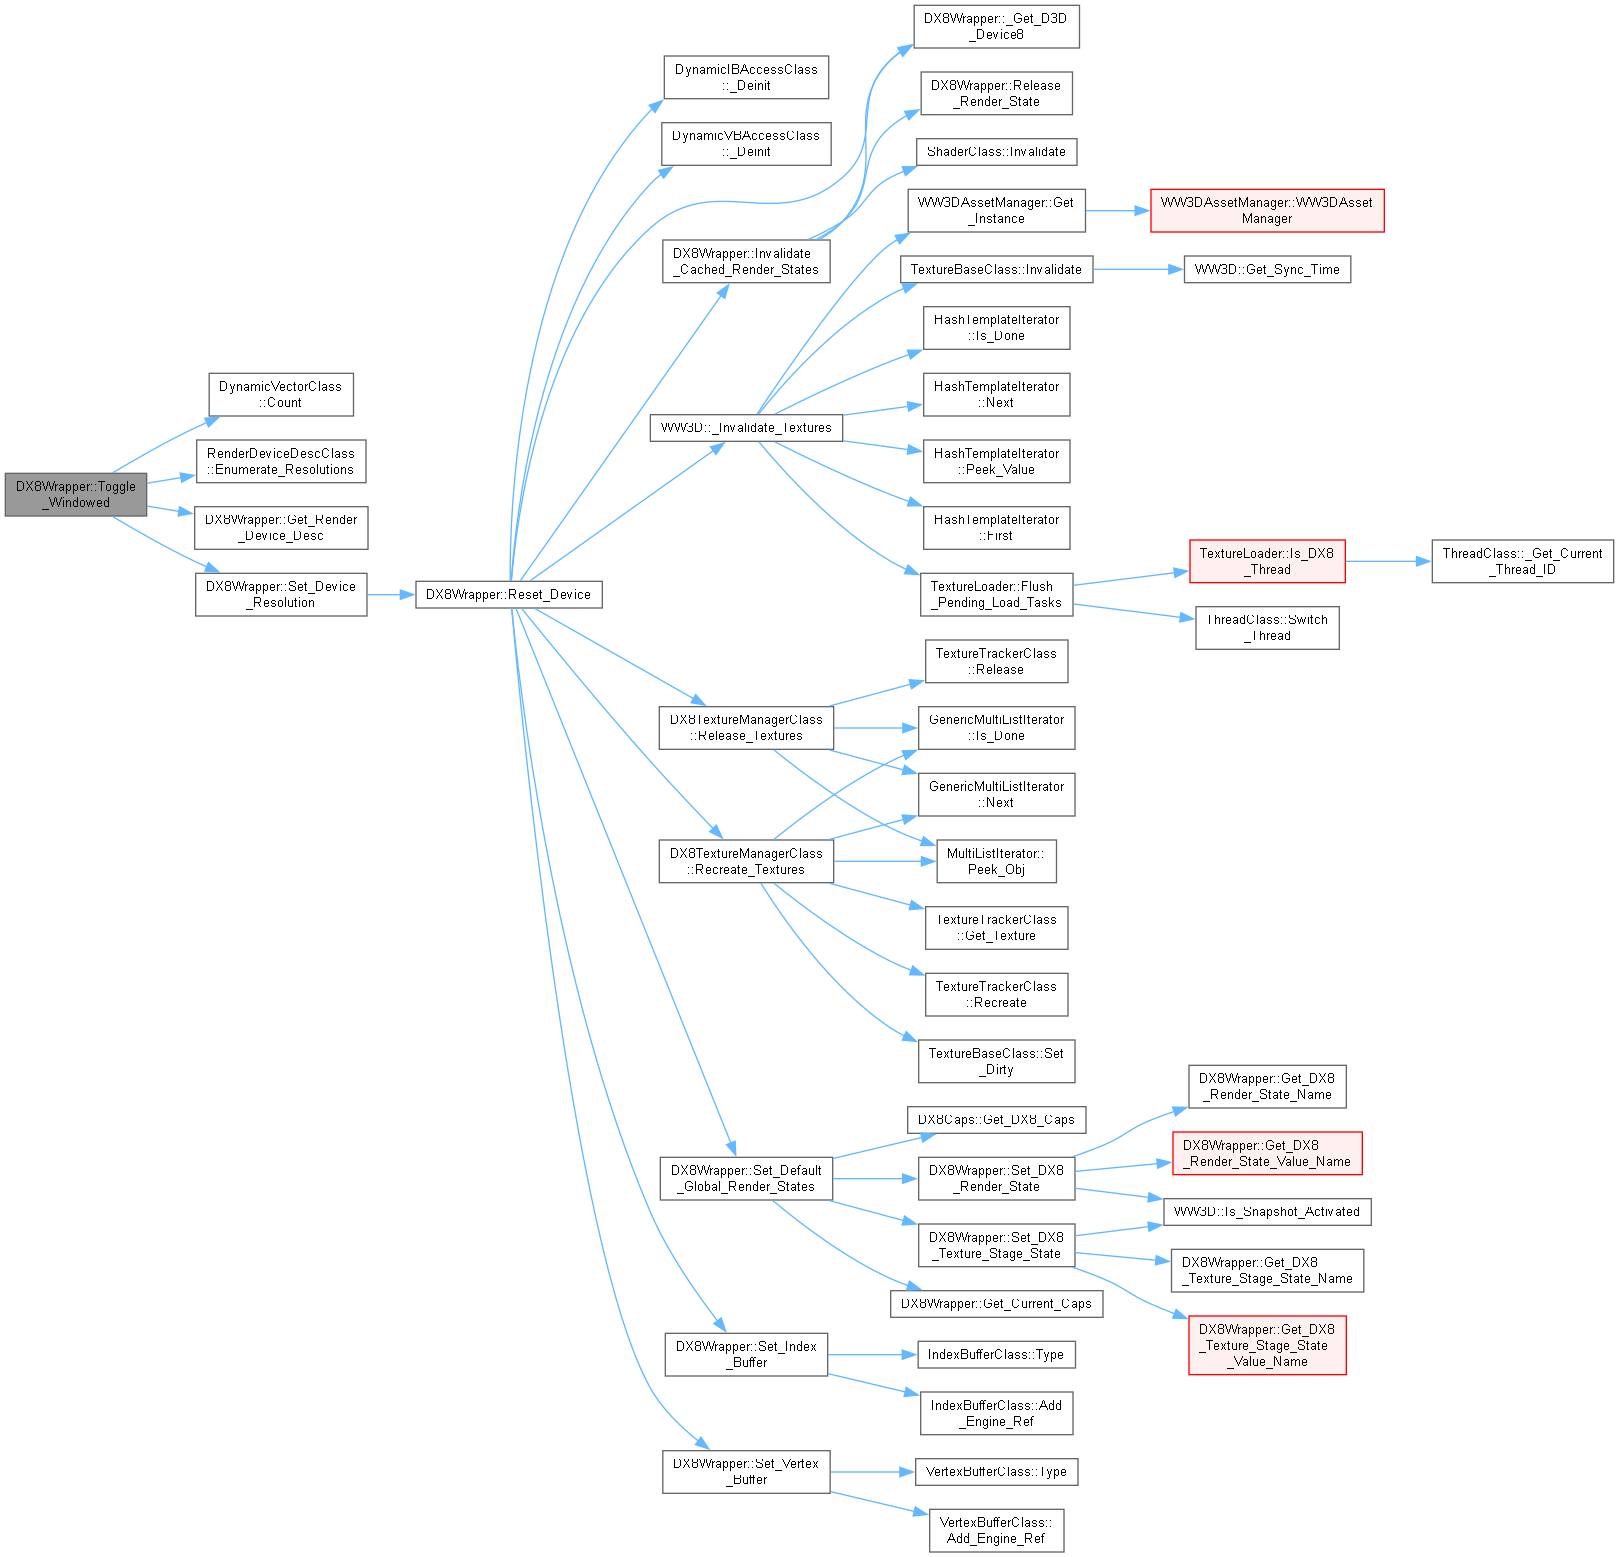 DX8Wrapper::Toggle
_Windowed
DynamicVectorClass
::Count
RenderDeviceDescClass
::Enumerate_Resolutions
DX8Wrapper::Get_Render
_Device_Desc
DX8Wrapper::Set_Device
_Resolution
DX8Wrapper::Reset_Device
DynamicIBAccessClass
::_Deinit
DynamicVBAccessClass
::_Deinit
DX8Wrapper::Invalidate
_Cached_Render_States
WW3D::_Invalidate_Textures
DX8TextureManagerClass
::Release_Textures
DX8TextureManagerClass
::Recreate_Textures
DX8Wrapper::Set_Default
_Global_Render_States
DX8Wrapper::Set_Index
_Buffer
DX8Wrapper::Set_Vertex
_Buffer
DX8Wrapper::_Get_D3D
_Device8
DX8Wrapper::Release
_Render_State
ShaderClass::Invalidate
WW3DAssetManager::Get
_Instance
TextureBaseClass::Invalidate
HashTemplateIterator
::Is_Done
HashTemplateIterator
::Next
HashTemplateIterator
::Peek_Value
HashTemplateIterator
::First
TextureLoader::Flush
_Pending_Load_Tasks
TextureTrackerClass
::Release
GenericMultiListIterator
::Is_Done
GenericMultiListIterator
::Next
MultiListIterator::
Peek_Obj
TextureTrackerClass
::Get_Texture
TextureTrackerClass
::Recreate
TextureBaseClass::Set
_Dirty
DX8Caps::Get_DX8_Caps
DX8Wrapper::Set_DX8
_Render_State
DX8Wrapper::Set_DX8
_Texture_Stage_State
DX8Wrapper::Get_Current_Caps
IndexBufferClass::Type
IndexBufferClass::Add
_Engine_Ref
VertexBufferClass::Type
VertexBufferClass::
Add_Engine_Ref
WW3DAssetManager::WW3DAsset
Manager
WW3D::Get_Sync_Time
TextureLoader::Is_DX8
_Thread
ThreadClass::Switch
_Thread
DX8Wrapper::Get_DX8
_Render_State_Name
DX8Wrapper::Get_DX8
_Render_State_Value_Name
WW3D::Is_Snapshot_Activated
DX8Wrapper::Get_DX8
_Texture_Stage_State_Name
DX8Wrapper::Get_DX8
_Texture_Stage_State
_Value_Name
ThreadClass::_Get_Current
_Thread_ID